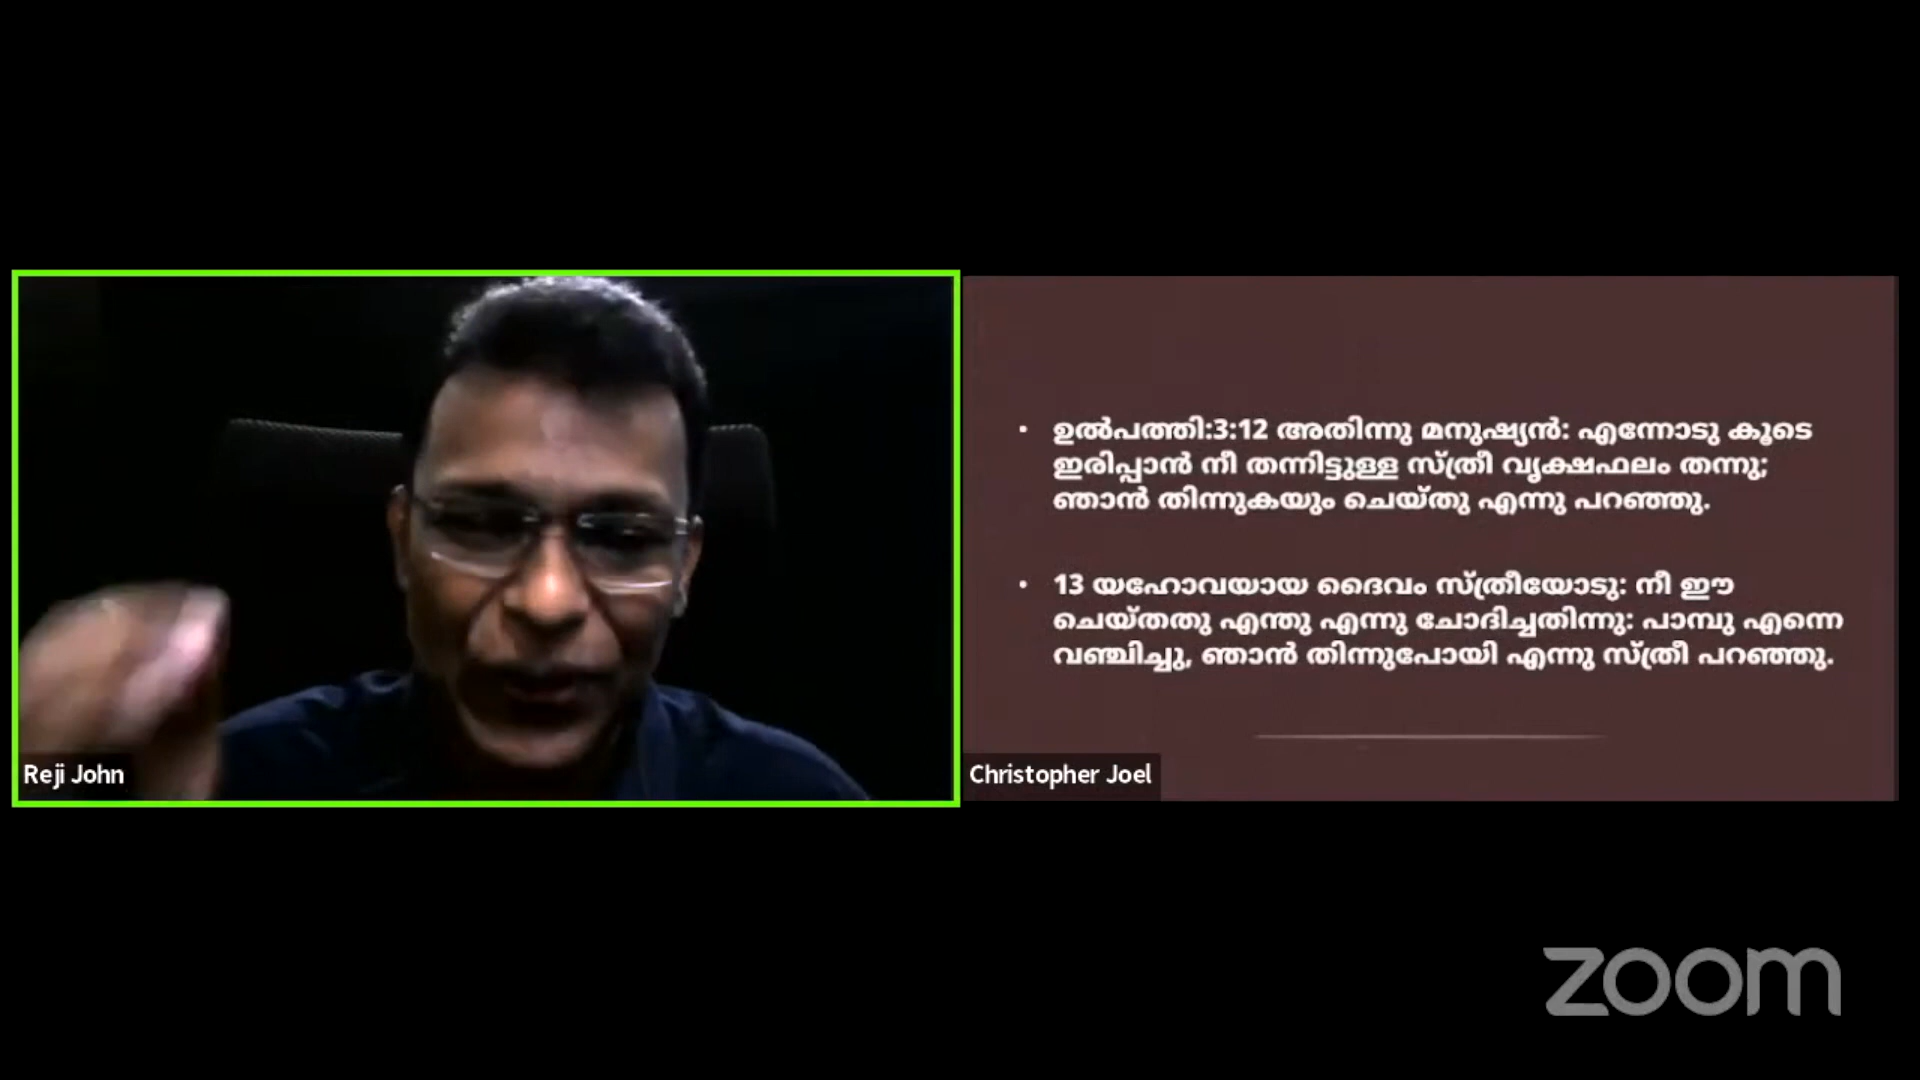 Reji John
ഉൽപത്തി:3:12 അതിന്നു മനുഷ്യൻ: എന്നോടു കൂടെ
ഇരിപ്പാൻ നീ തന്നിട്ടുള്ള സ്ത്രീ വൃക്ഷഫലം തന്നു;
ഞാൻ തിന്നുകയും ചെയ്തു എന്നു പറഞ്ഞു.
13 യഹോവയായ ദൈവം സ്ത്രീയോടു: നീ ഈ
ചെയ്തതു എന്തു എന്നു ചോദിച്ചതിന്നു: പാമ്പു എന്നെ
വഞ്ചിച്ചു, ഞാൻ തിന്നുപോയി എന്നു സ്ത്രീ പറഞ്ഞു.
Christopher Joel
zoom